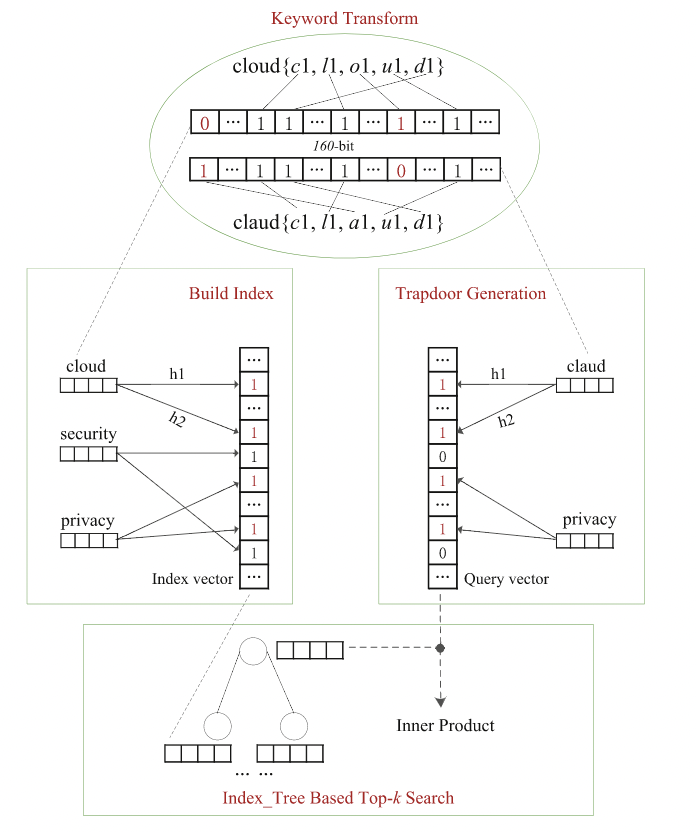 Keyword Transform
cloud{c1, l1, o1, u1, d1}
0 ... 1 1 ... 1 ... 1 ... 1 ...
160-bit
1 ... 1 1 ... 1 ... 0 ... 1 ...
claud{c1, l1, a1, u1, d1}
Build Index
cloud
h1
h2
security
privacy
...
1
...
1
1
1
...
1
1
...
Index vector
Trapdoor Generation
...
1
...
1
0
1
...
1
0
...
h1
h2
claud
privacy
Query vector
Inner Product
... ...
Index_Tree Based Top-k Search